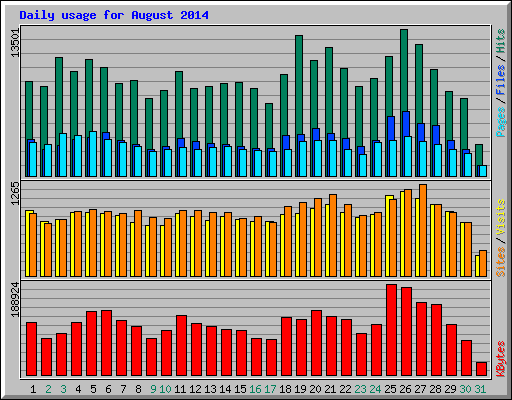 Daily usage for August 2014
13501
Pages / Files / Hits
1265
Sites / Visits
188924
KBytes
1 2 3 4 5 6 7 8 9 10 11 12 13 14 15 16 17 18 19 20 21 22 23 24 25 26 27 28 29 30 31